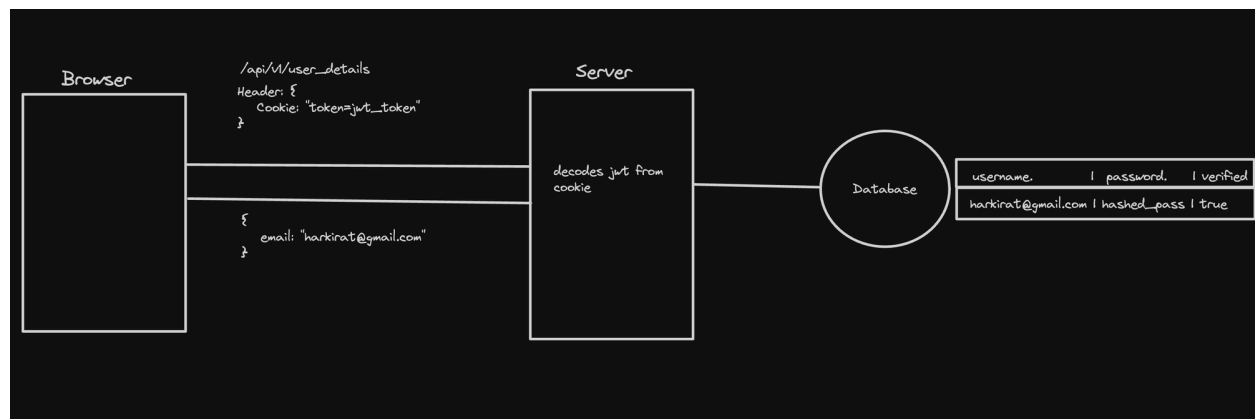 Browser
/api/v1/user_details
Header: {
Cookie: "token=jwt_token"
}
{
email: "harkirat@gmail.com"
}
Server
decodes jwt from
cookie
Database
username. | password. | verified
harkirat@gmail.com | hashed_pass | true